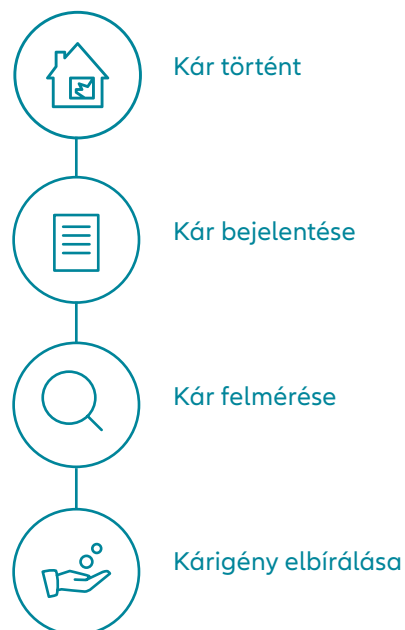 Kár történt
Kár bejelentése
Kár felmérése
Kárigény elbírálása